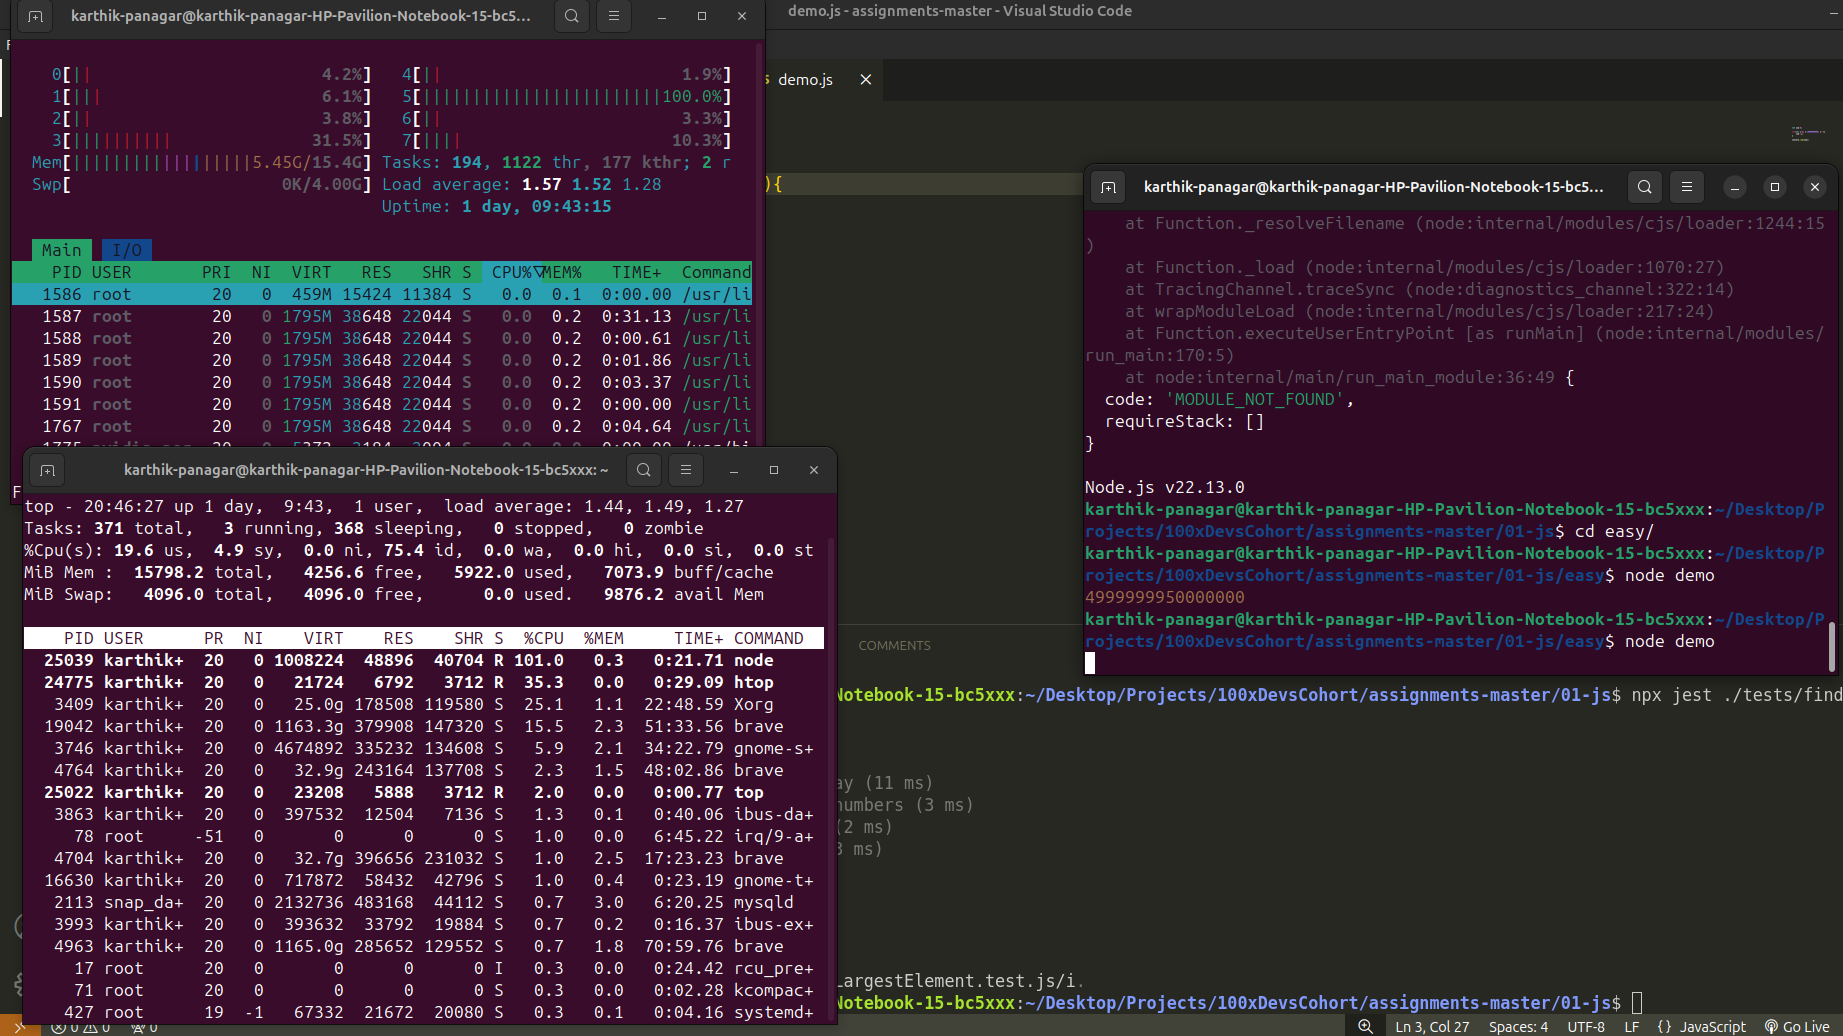 karthik-panagar@karthik-panagar-HP-Pavilion-Notebook-15-bc5...
0[|| 4.2%] 4[|| 1.9%]
1[||| 6.1%] 5[||||||||||||||||||||||||100.0%]
2[|| 3.8%] 6[|| 3.3%]
3[|||||||||| 31.5%] 7[|||| 10.3%]
Mem[||||||||||||||||||5.45G/15.4G] Tasks: 194, 1122 thr, 177 kthr; 2 r
Swp[ 0K/4.00G] Load average: 1.57 1.52 1.28
Uptime: 1 day, 09:43:15
Main I/O
PID USER PRI NI VIRT RES SHR S CPU%▽MEM% TIME+ Command
1586 root 20 0 459M 15424 11384 S 0.0 0.1 0:00.00 /usr/li
1587 root 20 0 1795M 38648 22044 S 0.0 0.2 0:31.13 /usr/li
1588 root 20 0 1795M 38648 22044 S 0.0 0.2 0:00.61 /usr/li
1589 root 20 0 1795M 38648 22044 S 0.0 0.2 0:01.86 /usr/li
1590 root 20 0 1795M 38648 22044 S 0.0 0.2 0:03.37 /usr/li
1591 root 20 0 1795M 38648 22044 S 0.0 0.2 0:00.00 /usr/li
1767 root 20 0 1795M 38648 22044 S 0.0 0.2 0:04.64 /usr/li
F
karthik-panagar@karthik-panagar-HP-Pavilion-Notebook-15-bc5xxx: ~
top - 20:46:27 up 1 day, 9:43, 1 user, load average: 1.44, 1.49, 1.27
Tasks: 371 total, 3 running, 368 sleeping, 0 stopped, 0 zombie
%Cpu(s): 19.6 us, 4.9 sy, 0.0 ni, 75.4 id, 0.0 wa, 0.0 hi, 0.0 si, 0.0 st
MiB Mem : 15798.2 total, 4256.6 free, 5922.0 used, 7073.9 buff/cache
MiB Swap: 4096.0 total, 4096.0 free, 0.0 used. 9876.2 avail Mem
PID USER PR NI VIRT RES SHR S %CPU %MEM TIME+ COMMAND
25039 karthik+ 20 0 1008224 48896 40704 R 101.0 0.3 0:21.71 node
24775 karthik+ 20 0 21724 6792 3712 R 35.3 0.0 0:29.09 htop
3409 karthik+ 20 0 25.0g 178508 119580 S 25.1 1.1 22:48.59 Xorg
19042 karthik+ 20 0 1163.3g 379908 147320 S 15.5 2.3 51:33.56 brave
3746 karthik+ 20 0 4674892 335232 134608 S 5.9 2.1 34:22.79 gnome-s+
4764 karthik+ 20 0 32.9g 243164 137708 S 2.3 1.5 48:02.86 brave
25022 karthik+ 20 0 23208 5888 3712 R 2.0 0.0 0:00.77 top
3863 karthik+ 20 0 397532 12504 7136 S 1.3 0.1 0:40.06 ibus-da+
78 root -51 0 0 0 0 S 1.0 0.0 6:45.22 irq/9-a+
4704 karthik+ 20 0 32.7g 396656 231032 S 1.0 2.5 17:23.23 brave
16630 karthik+ 20 0 717872 58432 42796 S 1.0 0.4 0:23.19 gnome-t+
2113 snap_da+ 20 0 2132736 483168 44112 S 0.7 3.0 6:20.25 mysqld
3993 karthik+ 20 0 393632 33792 19884 S 0.7 0.2 0:16.37 ibus-ex+
4963 karthik+ 20 0 1165.0g 285652 129552 S 0.7 1.8 70:59.76 brave
17 root 20 0 0 0 0 I 0.3 0.0 0:24.42 rcu_pre+
71 root 20 0 0 0 0 S 0.3 0.0 0:02.28 kcompac+
427 root 19 -1 67332 21672 20080 S 0.3 0.1 0:04.13 systemd+
demo.js - assignments-master - Visual Studio Code
demo.js
){
karthik-panagar@karthik-panagar-HP-Pavilion-Notebook-15-bc5...
at Function._resolveFilename (node:internal/modules/cjs/loader:1244:15
)
at Function._load (node:internal/modules/cjs/loader:1070:27)
at TracingChannel.traceSync (node:diagnostics_channel:322:14)
at wrapModuleLoad (node:internal/modules/cjs/loader:217:24)
at Function.executeUserEntryPoint [as runMain] (node:internal/modules/
run_main:170:5)
at node:internal/main/run_main_module:36:49 {
code: 'MODULE_NOT_FOUND',
requireStack: []
}
Node.js v22.13.0
karthik-panagar@karthik-panagar-HP-Pavilion-Notebook-15-bc5xxx:~/Desktop/P
rojects/100xDevsCohort/assignments-master/01-js$ cd easy/
karthik-panagar@karthik-panagar-HP-Pavilion-Notebook-15-bc5xxx:~/Desktop/P
rojects/100xDevsCohort/assignments-master/01-js/easy$ node demo
4999999950000000
karthik-panagar@karthik-panagar-HP-Pavilion-Notebook-15-bc5xxx:~/Desktop/P
rojects/100xDevsCohort/assignments-master/01-js/easy$ node demo
COMMENTS
Notebook-15-bc5xxx:~/Desktop/Projects/100xDevsCohort/assignments-master/01-js$ npx jest ./tests/find
ay (11 ms)
numbers (3 ms)
(2 ms)
3 ms)
LargestElement.test.js/i.
Notebook-15-bc5xxx:~/Desktop/Projects/100xDevsCohort/assignments-master/01-js$
0 0 0
Ln 3, Col 27 Spaces: 4 UTF-8 LF {} JavaScript Go Live